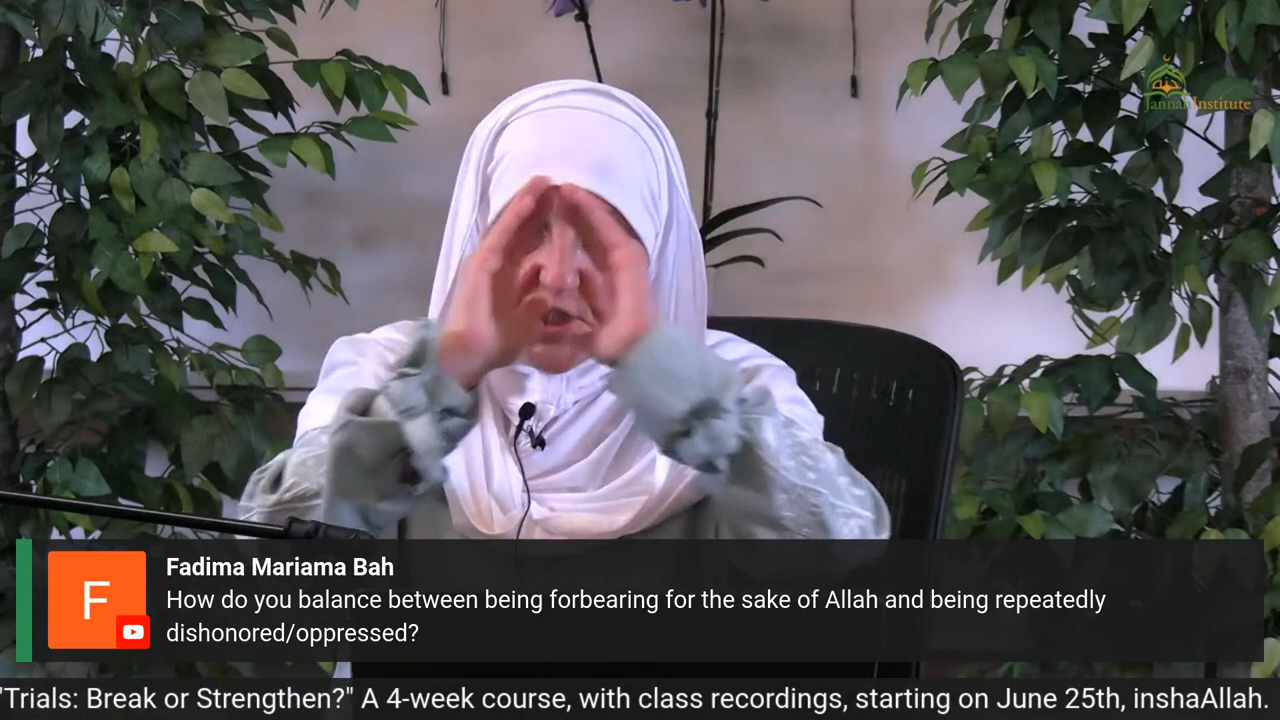 Jannah Institute
F
Fadima Mariama Bah
How do you balance between being forbearing for the sake of Allah and being repeatedly
dishonored/oppressed?
"Trials: Break or Strengthen?" A 4-week course, with class recordings, starting on June 25th, inshaAllah.